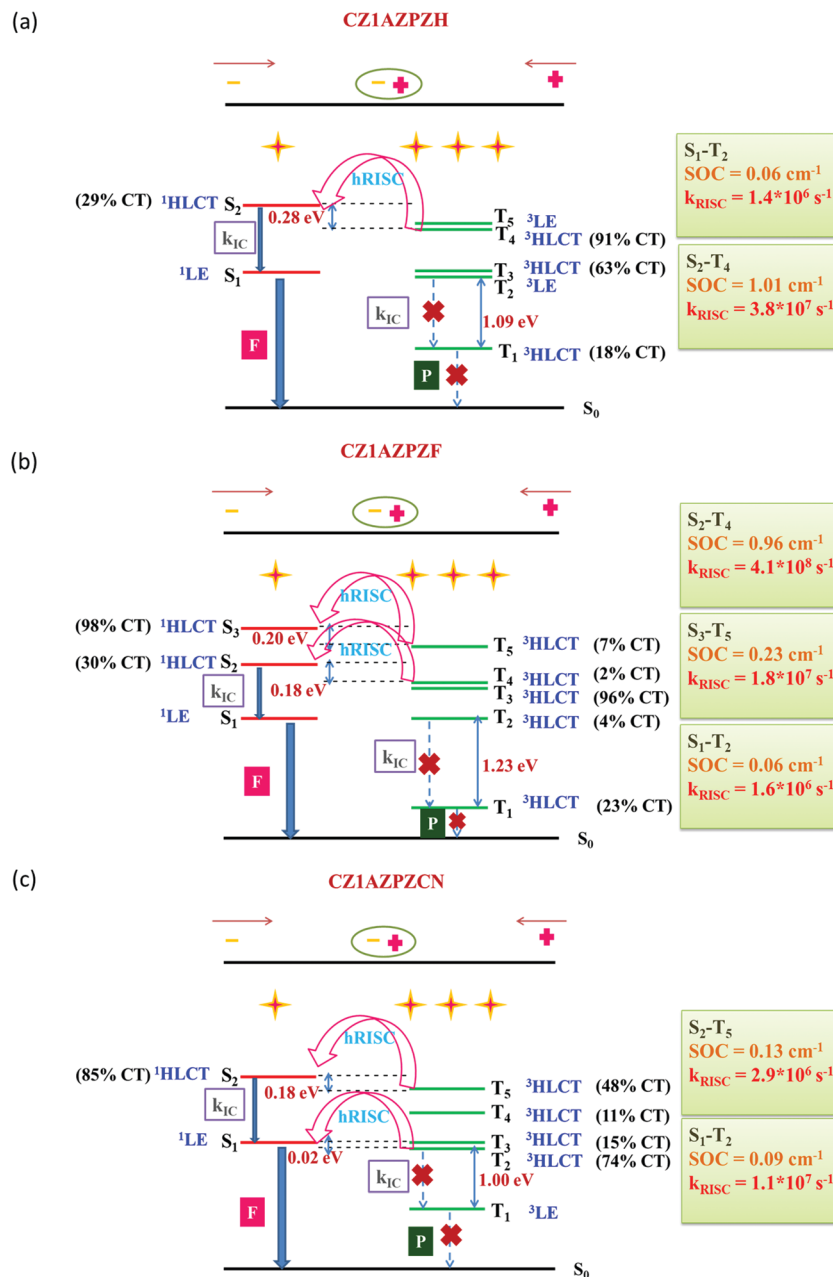 (a)
CZ1AZPZH
− → − + ← +
(29% CT) ¹HLCT S₂
0.28 eV
hRISC
k_IC
¹LE S₁
F
T₅ ³LE
T₄ ³HLCT (91% CT)
T₃ ³HLCT (63% CT)
T₂ ³LE
k_IC
1.09 eV
T₁ ³HLCT (18% CT)
P
S₀
S₁-T₂
SOC = 0.06 cm⁻¹
k_RISC = 1.4*10⁶ s⁻¹
S₂-T₄
SOC = 1.01 cm⁻¹
k_RISC = 3.8*10⁷ s⁻¹
(b)
CZ1AZPZF
− → − + ← +
(98% CT) ¹HLCT S₃
0.20 eV
hRISC
(30% CT) ¹HLCT S₂
hRISC
k_IC
0.18 eV
¹LE S₁
F
T₅ ³HLCT (7% CT)
T₄ ³HLCT (2% CT)
T₃ ³HLCT (96% CT)
T₂ ³HLCT (4% CT)
k_IC
1.23 eV
T₁ ³HLCT (23% CT)
P
S₀
S₂-T₄
SOC = 0.96 cm⁻¹
k_RISC = 4.1*10⁸ s⁻¹
S₃-T₅
SOC = 0.23 cm⁻¹
k_RISC = 1.8*10⁷ s⁻¹
S₁-T₂
SOC = 0.06 cm⁻¹
k_RISC = 1.6*10⁶ s⁻¹
(c)
CZ1AZPZCN
− → − + ← +
hRISC
(85% CT) ¹HLCT S₂
0.18 eV
k_IC
hRISC
¹LE S₁
0.02 eV
F
T₅ ³HLCT (48% CT)
T₄ ³HLCT (11% CT)
T₃ ³HLCT (15% CT)
T₂ ³HLCT (74% CT)
k_IC
1.00 eV
T₁ ³LE
P
S₀
S₂-T₅
SOC = 0.13 cm⁻¹
k_RISC = 2.9*10⁶ s⁻¹
S₁-T₂
SOC = 0.09 cm⁻¹
k_RISC = 1.1*10⁷ s⁻¹